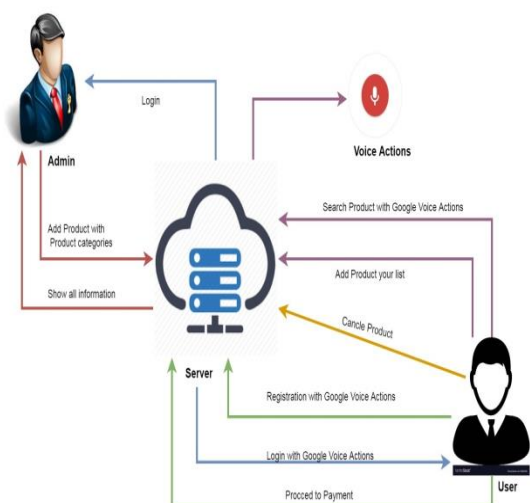 Login
Voice Actions
Admin
Search Product with Google Voice Actions
Add Product with
Product categories
Add Product your list
Show all information
Cancle Product
Server
Registration with Google Voice Actions
Login with Google Voice Actions
User
Procced to Payment